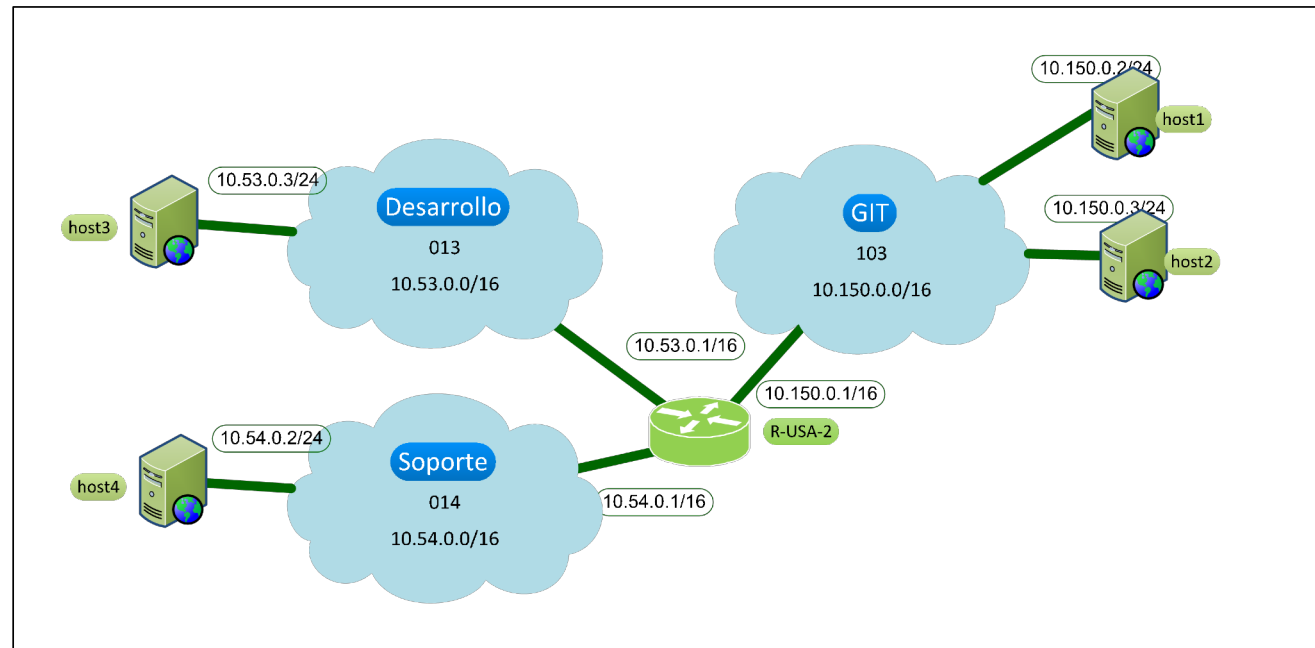 10.150.0.2/24
host1
10.53.0.3/24
host3
Desarrollo
013
10.53.0.0/16
GIT
103
10.150.0.0/16
10.150.0.3/24
host2
10.53.0.1/16
10.150.0.1/16
R-USA-2
10.54.0.2/24
host4
Soporte
014
10.54.0.0/16
10.54.0.1/16